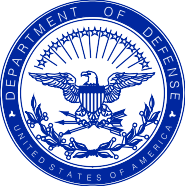 DEPARTMENT OF DEFENSE
UNITED STATES OF AMERICA